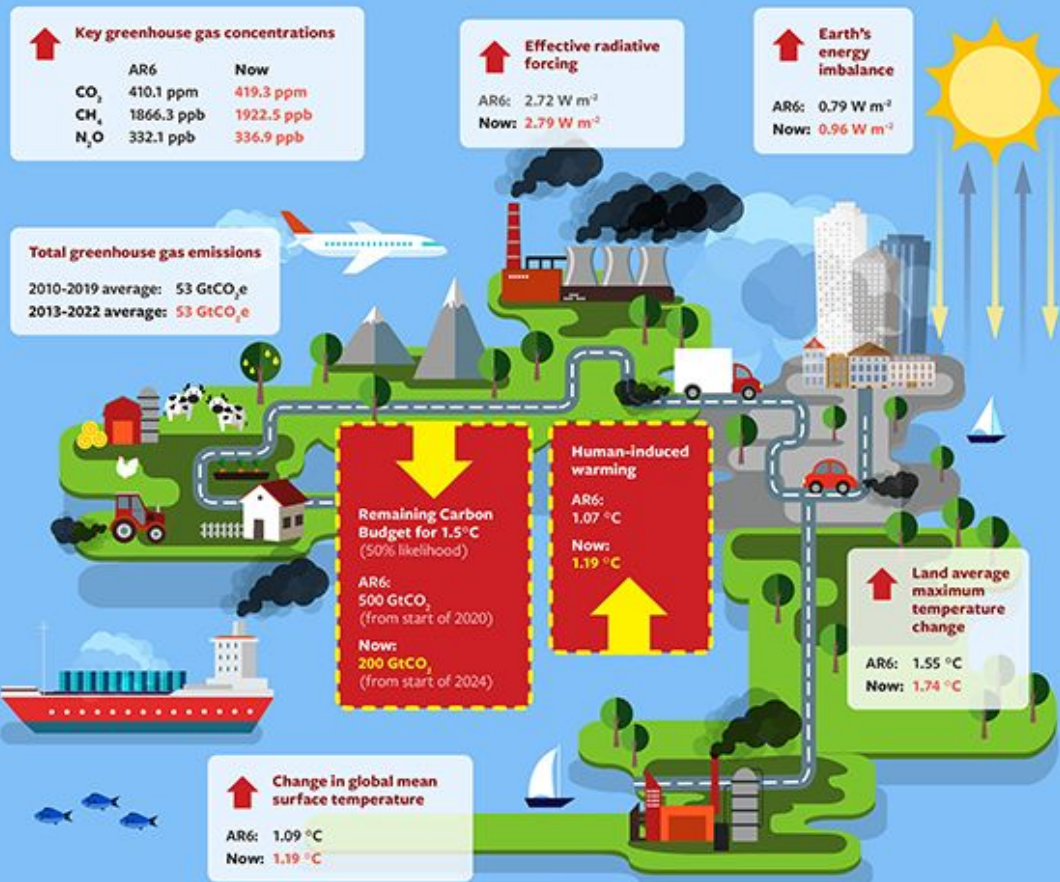 Key greenhouse gas concentrations
AR6 Now
CO₂ 410.1 ppm 419.3 ppm
CH₄ 1866.3 ppb 1922.5 ppb
N₂O 332.1 ppb 336.9 ppb
Effective radiative
forcing
AR6: 2.72 W m⁻²
Now: 2.79 W m⁻²
Earth's
energy
imbalance
AR6: 0.79 W m⁻²
Now: 0.96 W m⁻²
Total greenhouse gas emissions
2010-2019 average: 53 GtCO₂e
2013-2022 average: 53 GtCO₂e
Remaining Carbon
Budget for 1.5°C
(50% likelihood)
AR6:
500 GtCO₂
(from start of 2020)
Now:
200 GtCO₂
(from start of 2024)
Human-induced
warming
AR6:
1.07 °C
Now:
1.19 °C
Land average
maximum
temperature
change
AR6: 1.55 °C
Now: 1.74 °C
Change in global mean
surface temperature
AR6: 1.09 °C
Now: 1.19 °C